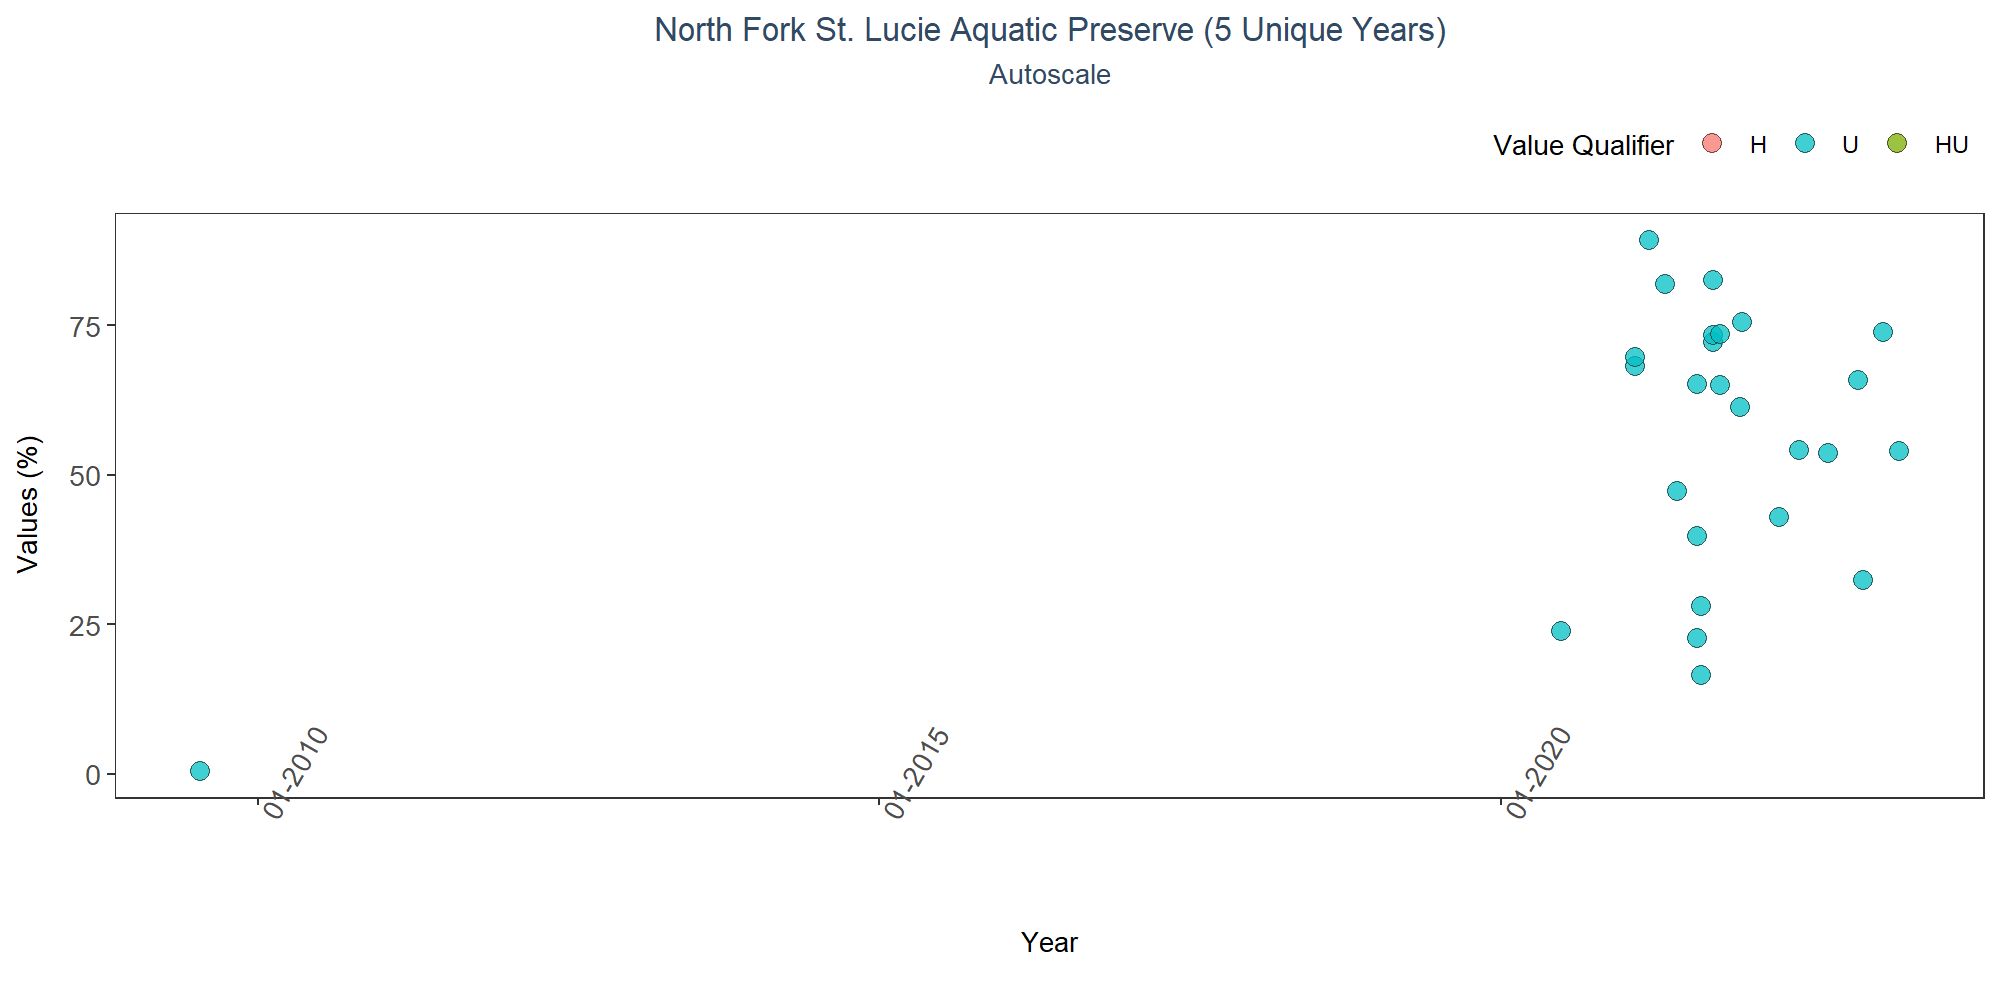 North Fork St. Lucie Aquatic Preserve (5 Unique Years)
Autoscale
Value Qualifier H U HU
75
50
25
0
Values (%)
01-2010
01-2015
01-2020
Year